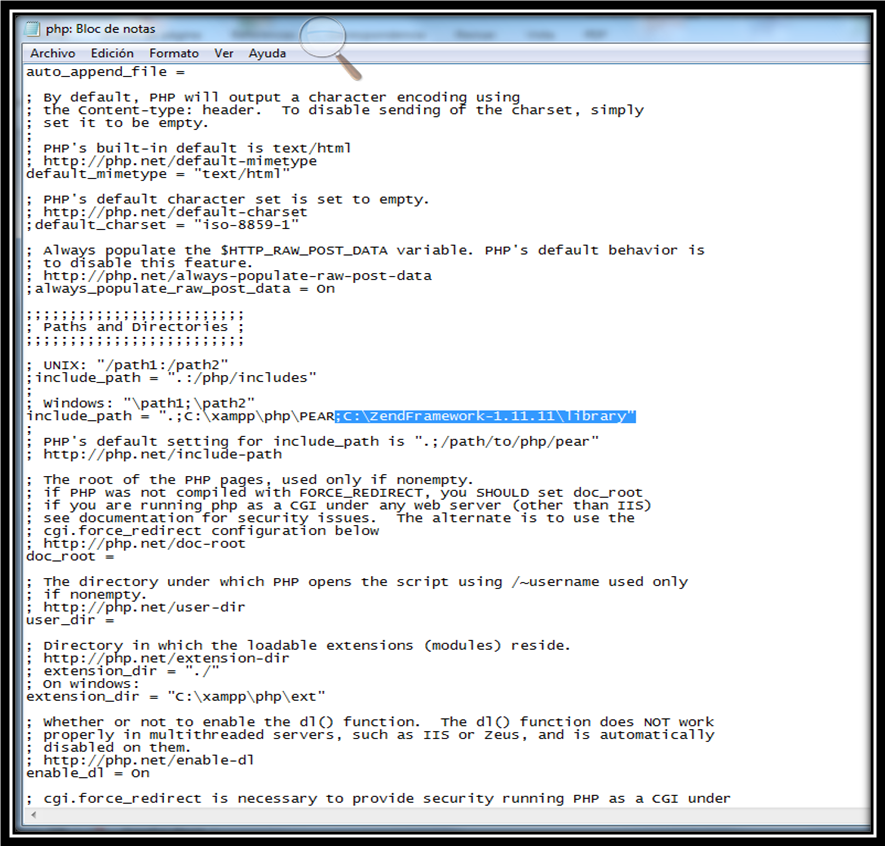 php: Bloc de notas
Archivo Edición Formato Ver Ayuda
auto_append_file =
; By default, PHP will output a character encoding using
; the Content-type: header.  To disable sending of the charset, simply
; set it to be empty.
;
; PHP's built-in default is text/html
; http://php.net/default-mimetype
default_mimetype = "text/html"
; PHP's default character set is set to empty.
; http://php.net/default-charset
;default_charset = "iso-8859-1"
; Always populate the $HTTP_RAW_POST_DATA variable. PHP's default behavior is
; to disable this feature.
; http://php.net/always-populate-raw-post-data
;always_populate_raw_post_data = On
;;;;;;;;;;;;;;;;;;;;;;;;;
; Paths and Directories ;
;;;;;;;;;;;;;;;;;;;;;;;;;
; UNIX: "/path1:/path2"
;include_path = ".:/php/includes"
;
; Windows: "\path1;\path2"
include_path = ".;C:\xampp\php\PEAR;C:\ZendFramework-1.11.11\library"
;
; PHP's default setting for include_path is ".;/path/to/php/pear"
; http://php.net/include-path
; The root of the PHP pages, used only if nonempty.
; if PHP was not compiled with FORCE_REDIRECT, you SHOULD set doc_root
; if you are running php as a CGI under any web server (other than IIS)
; see documentation for security issues.  The alternate is to use the
; cgi.force_redirect configuration below
; http://php.net/doc-root
doc_root =
; The directory under which PHP opens the script using /~username used only
; if nonempty.
; http://php.net/user-dir
user_dir =
; Directory in which the loadable extensions (modules) reside.
; http://php.net/extension-dir
; extension_dir = "./"
; On windows:
extension_dir = "C:\xampp\php\ext"
; Whether or not to enable the dl() function.  The dl() function does NOT work
; properly in multithreaded servers, such as IIS or Zeus, and is automatically
; disabled on them.
; http://php.net/enable-dl
enable_dl = On
; cgi.force_redirect is necessary to provide security running PHP as a CGI under